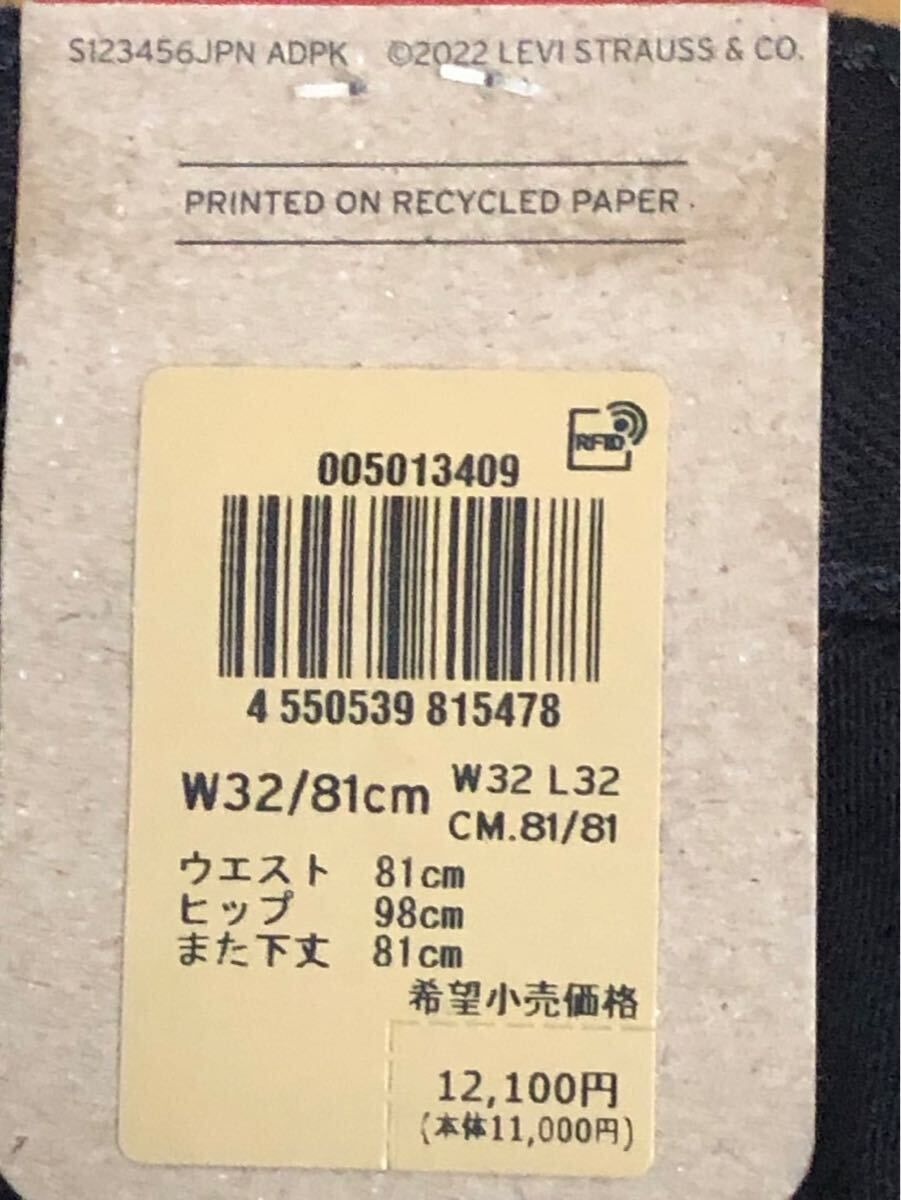 S123456JPN ADPK ©2022 LEVI STRAUSS & CO.
PRINTED ON RECYCLED PAPER
RFID
005013409
4 550539 815478
W32/81cm
W32 L32
CM.81/81
ウエスト 81cm
ヒップ 98cm
また下丈 81cm
希望小売価格
12,100円
(本体11,000円)